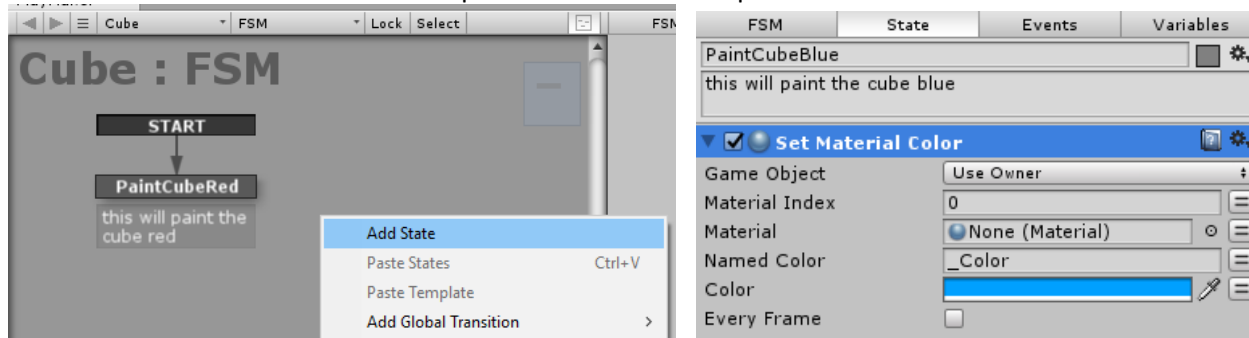 Cube FSM Lock Select FSM
Cube : FSM
START
PaintCubeRed
this will paint the
cube red
Add State
Paste States Ctrl+V
Paste Template
Add Global Transition
FSM State Events Variables
PaintCubeBlue
this will paint the cube blue
Set Material Color
Game Object Use Owner
Material Index 0
Material None (Material)
Named Color _Color
Color
Every Frame